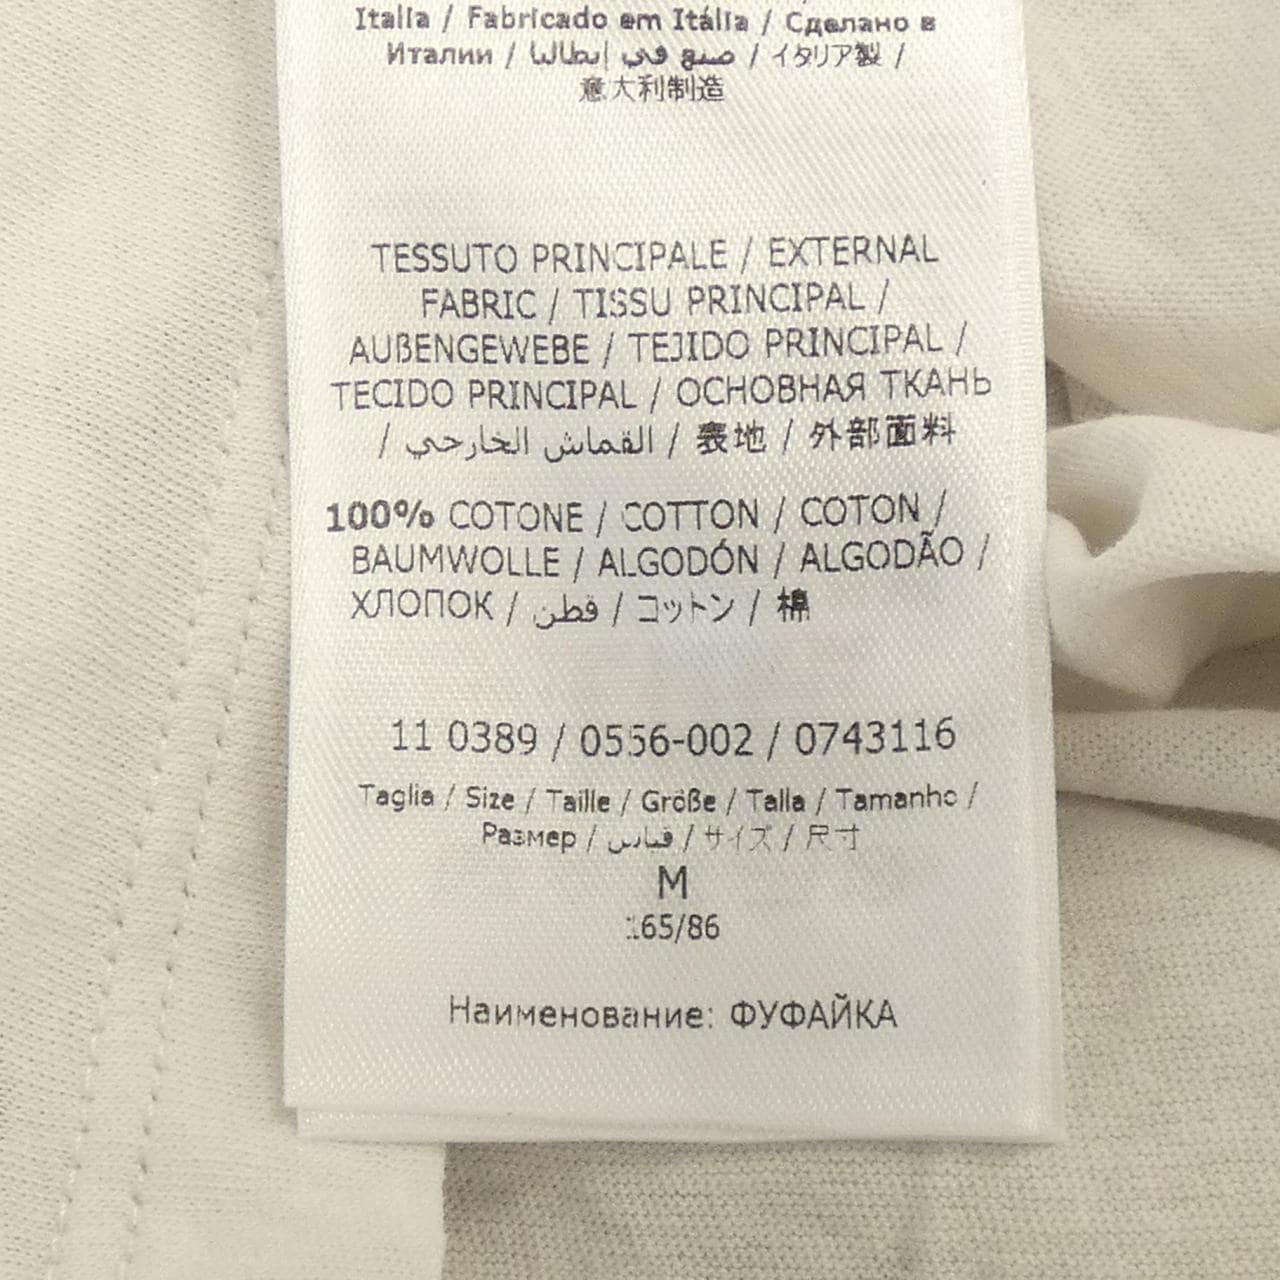 Italia / Fabricado em Itália / Сделано в
Италии / صنع في إيطاليا / イタリア製 /
意大利制造
TESSUTO PRINCIPALE / EXTERNAL
FABRIC / TISSU PRINCIPAL /
AUßENGEWEBE / TEJIDO PRINCIPAL /
TECIDO PRINCIPAL / ОСНОВНАЯ ТКАНЬ
/ القماش الخارجي / 表地 / 外部面料
100% COTONE / COTTON / COTON /
BAUMWOLLE / ALGODÓN / ALGODÃO /
ХЛОПОК / قطن / コットン / 棉
11 0389 / 0556-002 / 0743116
Taglia / Size / Taille / Größe / Talla / Tamanho /
Размер / قياس / サイズ / 尺寸
M
165/86
Наименование: ФУФАЙКА